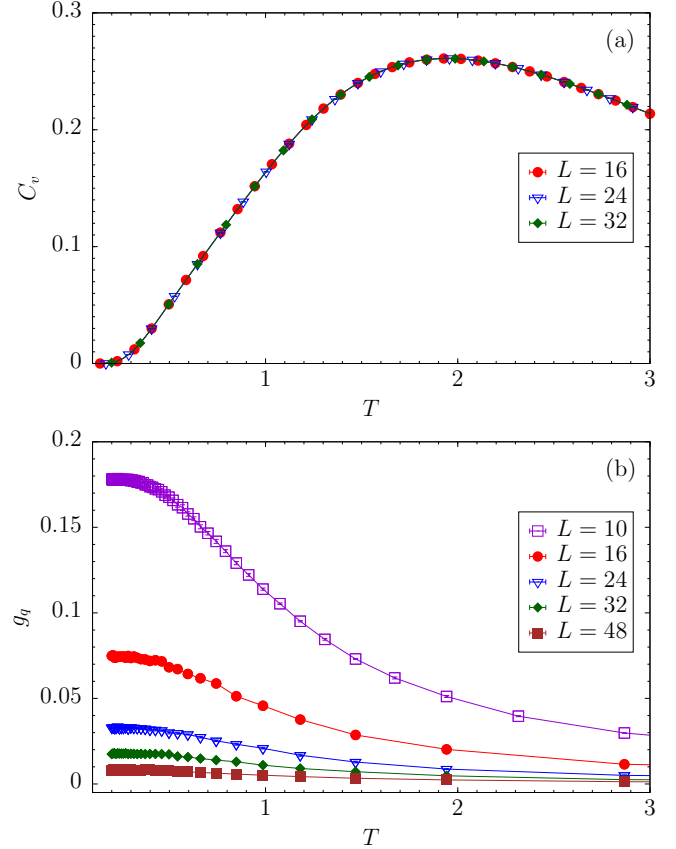 (a)
0.3
0.2
0.1
0
C_v
L = 16
L = 24
L = 32
1
2
3
T
(b)
0.2
0.15
0.1
0.05
0
g_q
L = 10
L = 16
L = 24
L = 32
L = 48
1
2
3
T